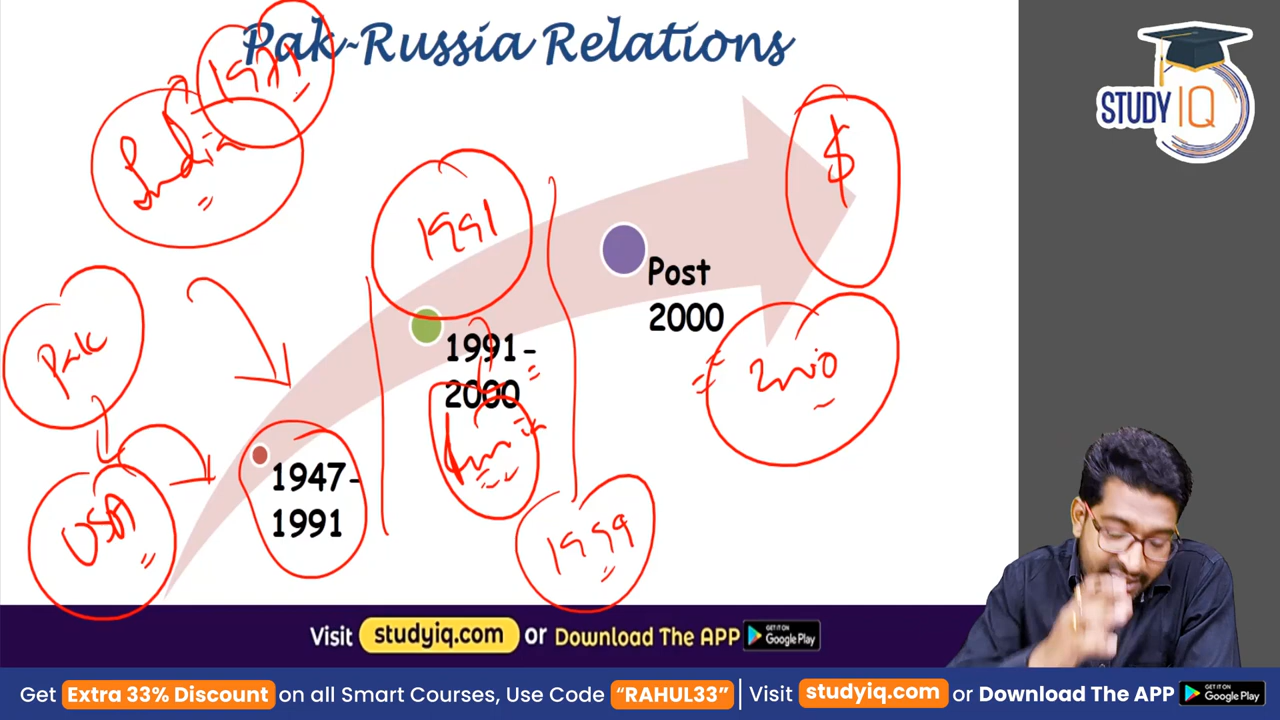 Pak-Russia Relations
STUDY IQ
1971
India
$
1991
Post
2000
Pak
1991-
2000
USA
1947-
1991
1999
Visit studyiq.com or Download The APP GET IT ON Google Play
Get Extra 33% Discount on all Smart Courses, Use Code "RAHUL33" Visit studyiq.com or Download The APP GET IT ON Google Play